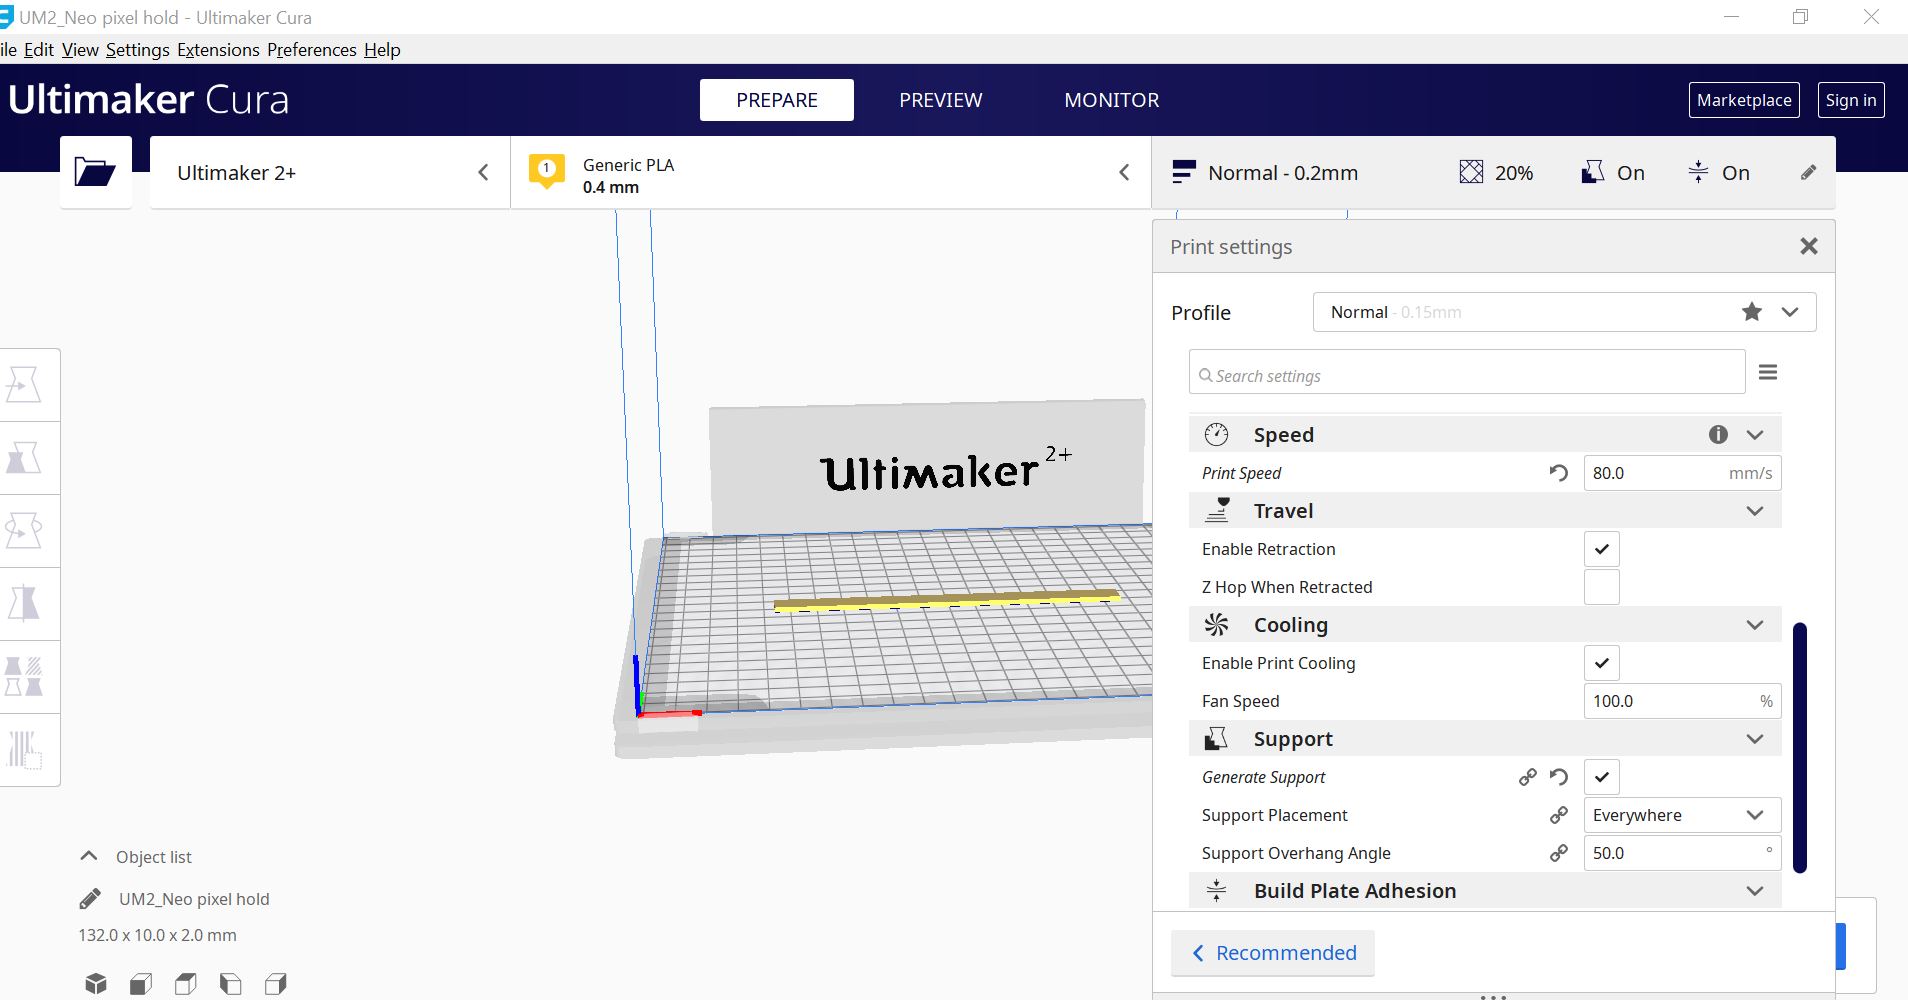 UM2_Neo pixel hold - Ultimaker Cura
ile Edit View Settings Extensions Preferences Help
Ultimaker Cura
PREPARE
PREVIEW
MONITOR
Marketplace
Sign in
Ultimaker 2+
1
Generic PLA
0.4 mm
Normal - 0.2mm
20%
On
On
Print settings
Profile
Normal - 0.15mm
Search settings
Speed
Print Speed
80.0 mm/s
Travel
Enable Retraction
Z Hop When Retracted
Cooling
Enable Print Cooling
Fan Speed
100.0 %
Support
Generate Support
Support Placement
Everywhere
Support Overhang Angle
50.0 °
Build Plate Adhesion
Recommended
Ultimaker 2+
Object list
UM2_Neo pixel hold
132.0 x 10.0 x 2.0 mm